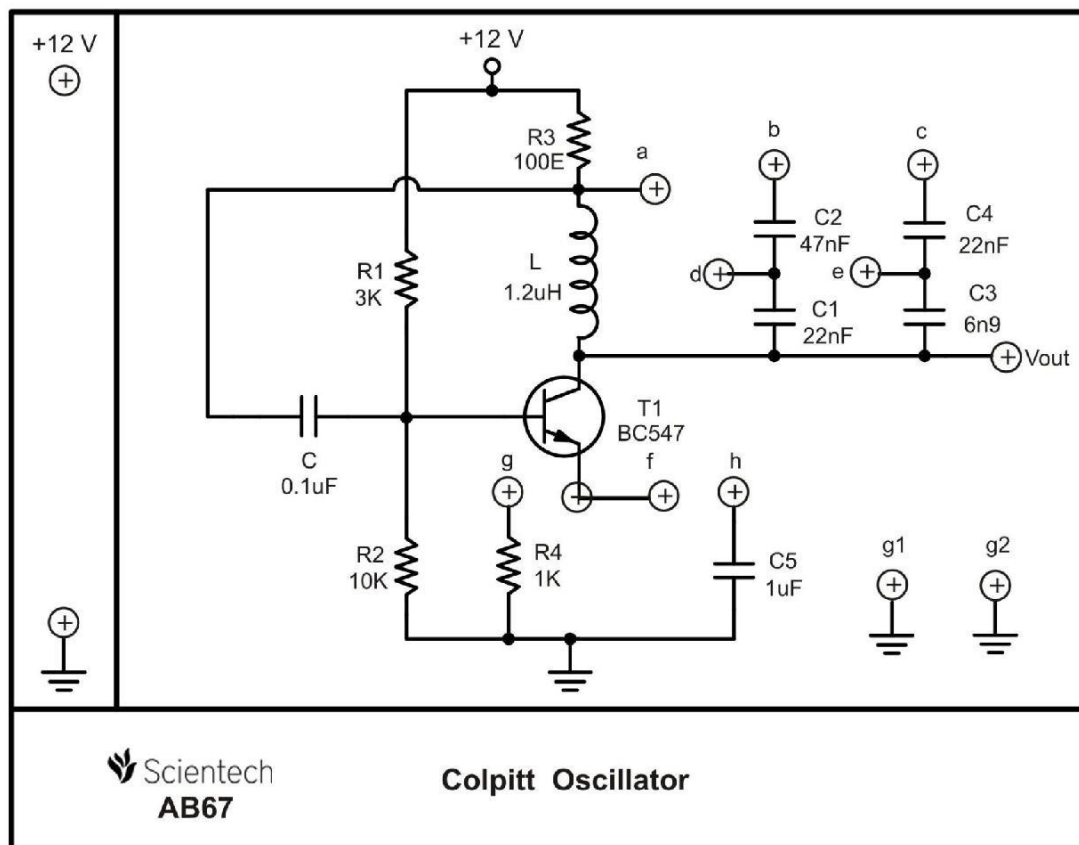 +12 V
+12 V
R3
100E
a
b
c
C2
47nF
C4
22nF
R1
3K
L
1.2uH
d
e
C1
22nF
C3
6n9
Vout
T1
BC547
C
0.1uF
g
f
h
R2
10K
R4
1K
C5
1uF
g1
g2
Scientech
AB67
Colpitt Oscillator